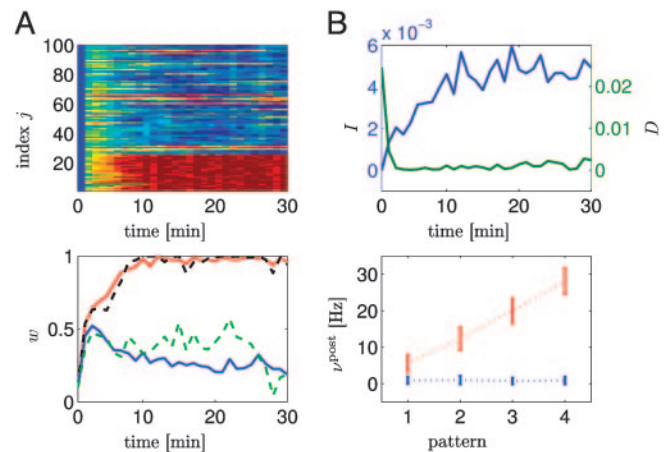 A
100
80
60
40
20
index j
10 20 30
time [min]
1
0.5
0
w
0 10 20 30
time [min]
B
6 × 10⁻³
4
2
0
I
0.02
0.01
0
D
0 10 20 30
time [min]
30
20
10
0
ν^post [Hz]
1 2 3 4
pattern